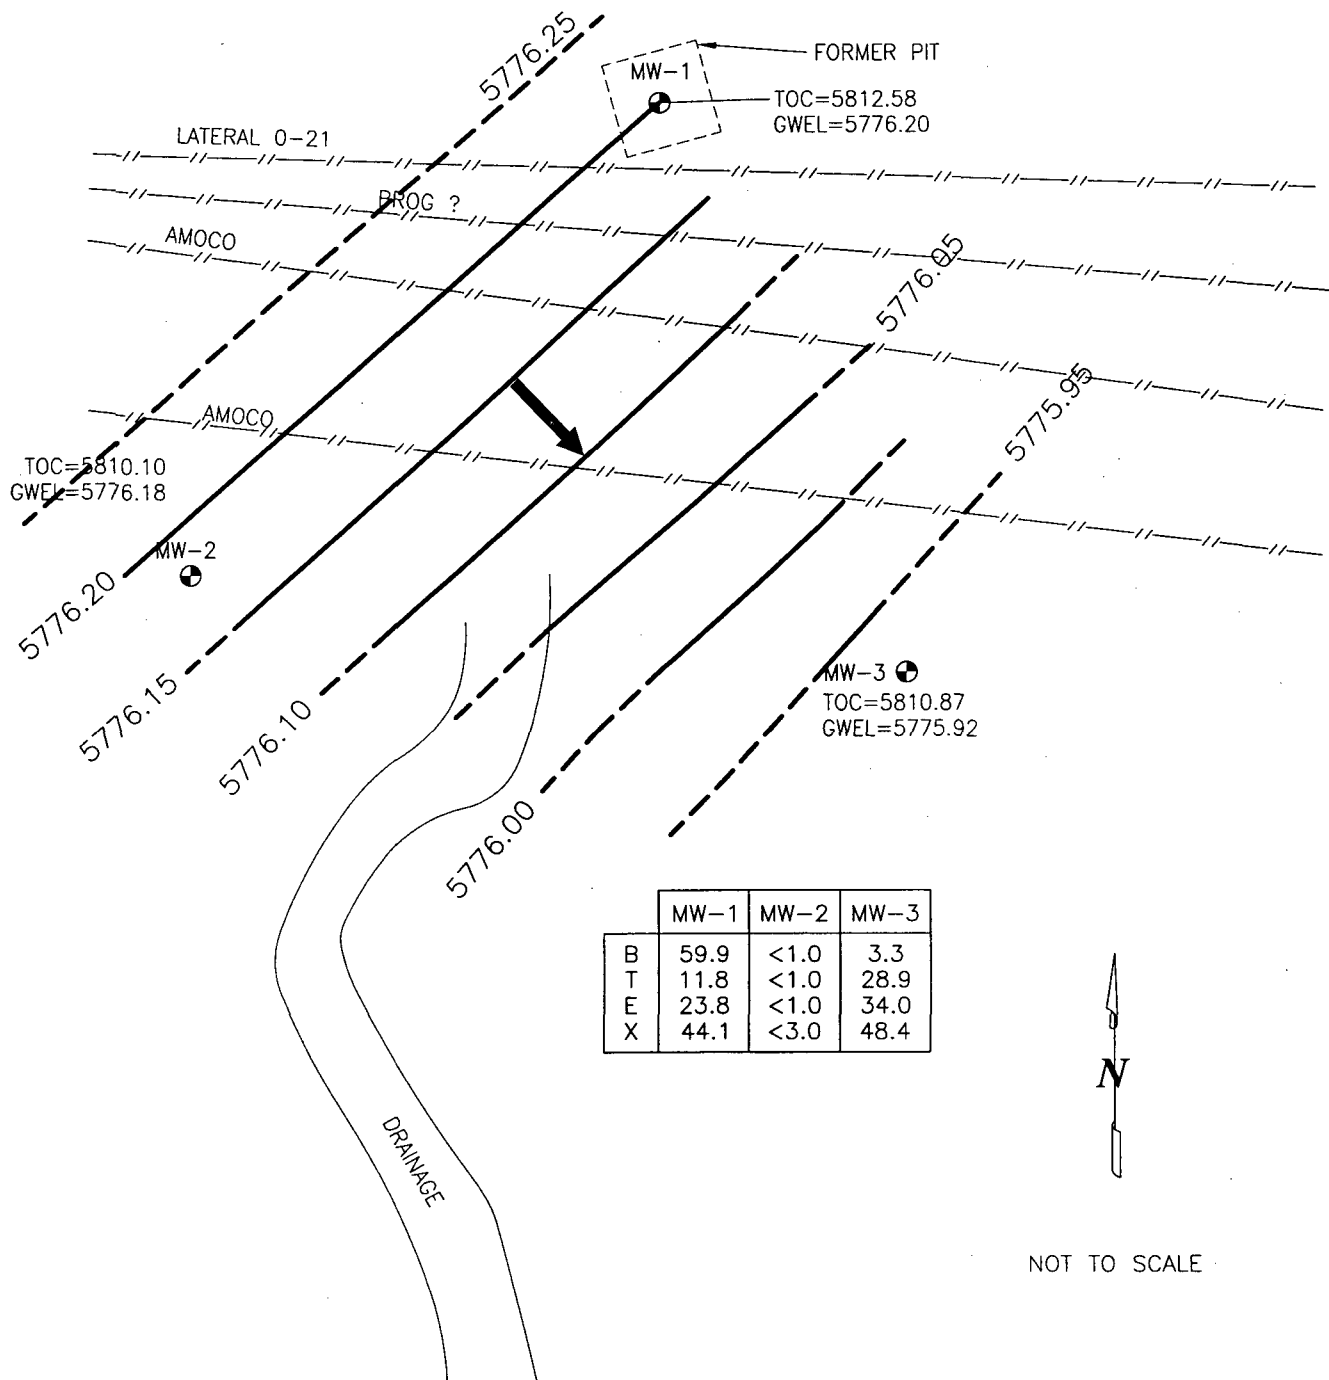 5776.25
FORMER PIT
MW-1
TOC=5812.58
GWEL=5776.20
LATERAL O-21
BROG ?
AMOCO
5776.05
AMOCO
5775.95
TOC=5810.10
GWEL=5776.18
MW-2
5776.20
5776.15
5776.10
MW-3
TOC=5810.87
GWEL=5775.92
5776.00
MW-1 MW-2 MW-3
B 59.9 <1.0 3.3
T 11.8 <1.0 28.9
E 23.8 <1.0 34.0
X 44.1 <3.0 48.4
N
DRAINAGE
NOT TO SCALE